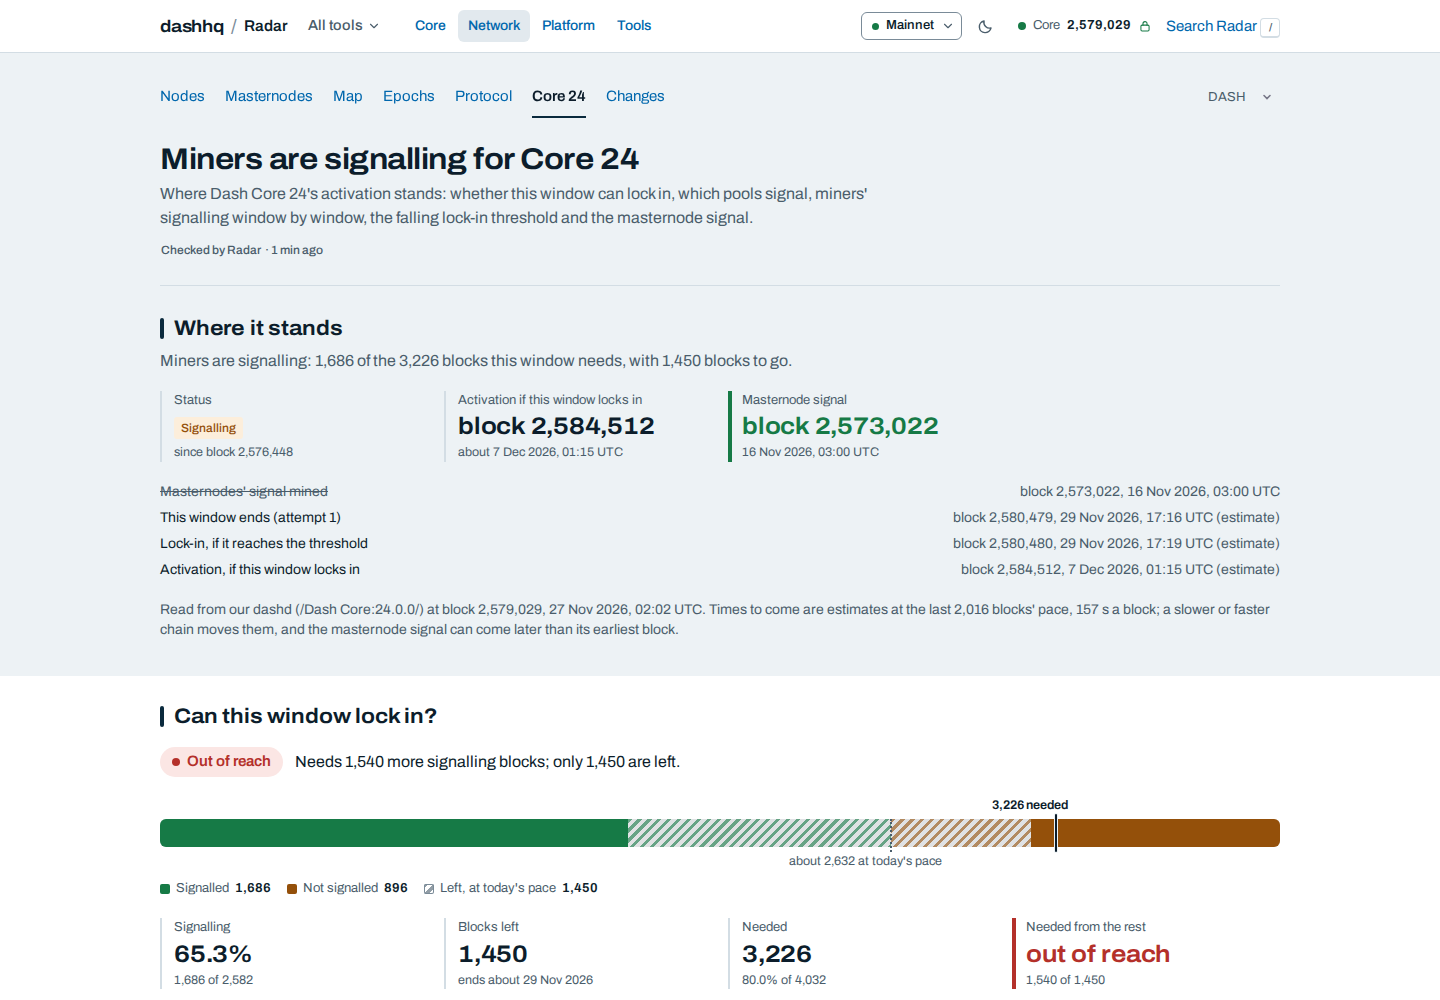 dashhq / Radar All tools Core Network Platform Tools Mainnet Core 2,579,029 Search Radar /
Nodes Masternodes Map Epochs Protocol Core 24 Changes DASH
Miners are signalling for Core 24
Where Dash Core 24's activation stands: whether this window can lock in, which pools signal, miners'
signalling window by window, the falling lock-in threshold and the masternode signal.
Checked by Radar · 1 min ago
Where it stands
Miners are signalling: 1,686 of the 3,226 blocks this window needs, with 1,450 blocks to go.
Status
Signalling
since block 2,576,448
Activation if this window locks in
block 2,584,512
about 7 Dec 2026, 01:15 UTC
Masternode signal
block 2,573,022
16 Nov 2026, 03:00 UTC
Masternodes' signal mined block 2,573,022, 16 Nov 2026, 03:00 UTC
This window ends (attempt 1) block 2,580,479, 29 Nov 2026, 17:16 UTC (estimate)
Lock-in, if it reaches the threshold block 2,580,480, 29 Nov 2026, 17:19 UTC (estimate)
Activation, if this window locks in block 2,584,512, 7 Dec 2026, 01:15 UTC (estimate)
Read from our dashd (/Dash Core:24.0.0/) at block 2,579,029, 27 Nov 2026, 02:02 UTC. Times to come are estimates at the last 2,016 blocks' pace, 157 s a block; a slower or faster
chain moves them, and the masternode signal can come later than its earliest block.
Can this window lock in?
Out of reach Needs 1,540 more signalling blocks; only 1,450 are left.
3,226 needed
about 2,632 at today's pace
Signalled 1,686 Not signalled 896 Left, at today's pace 1,450
Signalling
65.3%
1,686 of 2,582
Blocks left
1,450
ends about 29 Nov 2026
Needed
3,226
80.0% of 4,032
Needed from the rest
out of reach
1,540 of 1,450